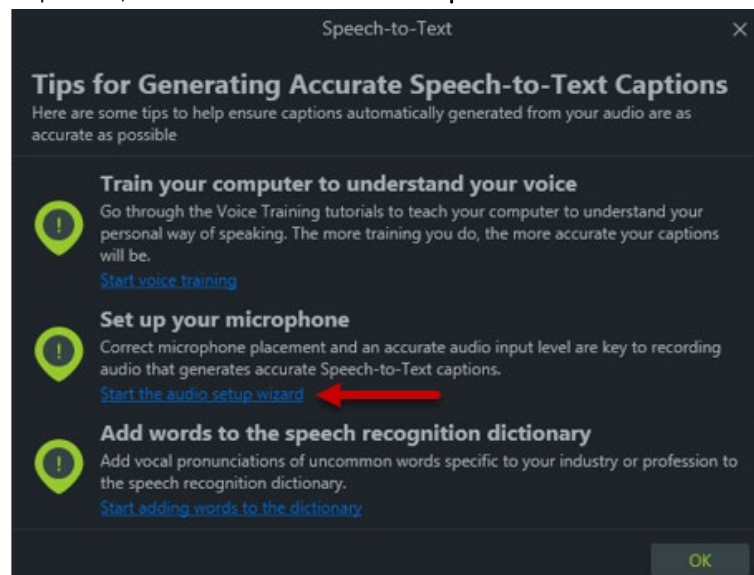 Speech-to-Text
Tips for Generating Accurate Speech-to-Text Captions
Here are some tips to help ensure captions automatically generated from your audio are as
accurate as possible
Train your computer to understand your voice
Go through the Voice Training tutorials to teach your computer to understand your
personal way of speaking. The more training you do, the more accurate your captions
will be.
Start voice training
Set up your microphone
Correct microphone placement and an accurate audio input level are key to recording
audio that generates accurate Speech-to-Text captions.
Start the audio setup wizard
Add words to the speech recognition dictionary
Add vocal pronunciations of uncommon words specific to your industry or profession to
the speech recognition dictionary.
Start adding words to the dictionary
OK